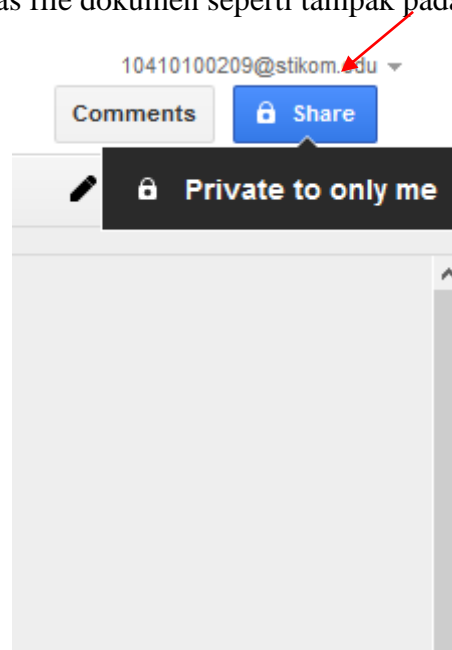 as file dokumen seperti tampak pada
10410100209@stikom.edu
Comments Share
Private to only me